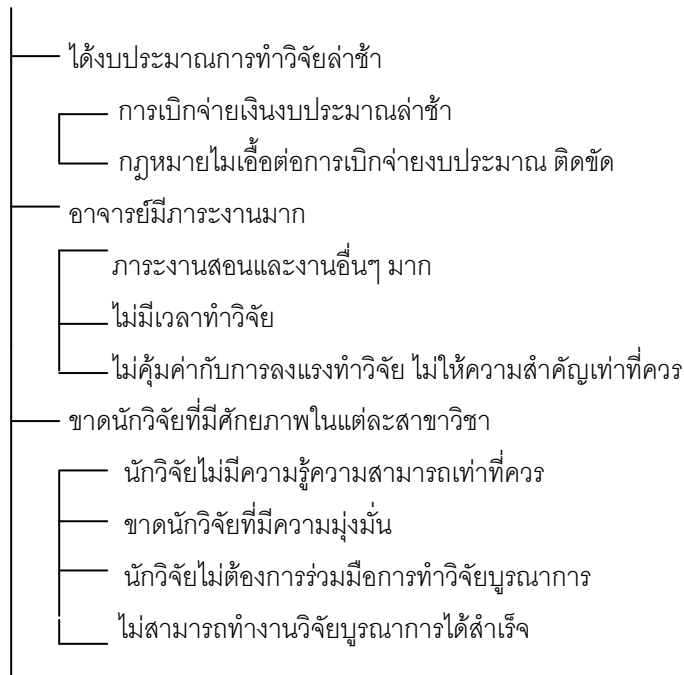 ได้งบประมาณการทำวิจัยล่าช้า
การเบิกจ่ายเงินงบประมาณล่าช้า
กฎหมายไมเอื้อต่อการเบิกจ่ายงบประมาณ ติดขัด
อาจารย์มีภาระงานมาก
ภาระงานสอนและงานอื่นๆ มาก
ไม่มีเวลาทำวิจัย
ไม่คุ้มค่ากับการลงแรงทำวิจัย ไม่ให้ความสำคัญเท่าที่ควร
ขาดนักวิจัยที่มีศักยภาพในแต่ละสาขาวิชา
นักวิจัยไม่มีความรู้ความสามารถเท่าที่ควร
ขาดนักวิจัยที่มีความมุ่งมั่น
นักวิจัยไม่ต้องการร่วมมือการทำวิจัยบูรณาการ
ไม่สามารถทำงานวิจัยบูรณาการได้สำเร็จ